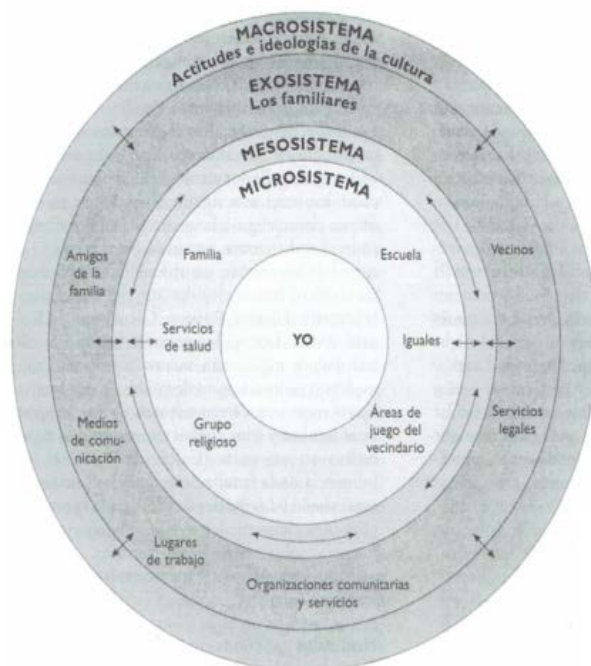 MACROSISTEMA
Actitudes e ideologías de la cultura
EXOSISTEMA
Los familiares
MESOSISTEMA
MICROSISTEMA
Amigos
de la
familia
Familia
Escuela
Vecinos
Servicios
de salud
YO
Iguales
Medios
de comu-
nicación
Grupo
religioso
Áreas de
juego del
vecindario
Servicios
legales
Lugares
de trabajo
Organizaciones comunitarias
y servicios